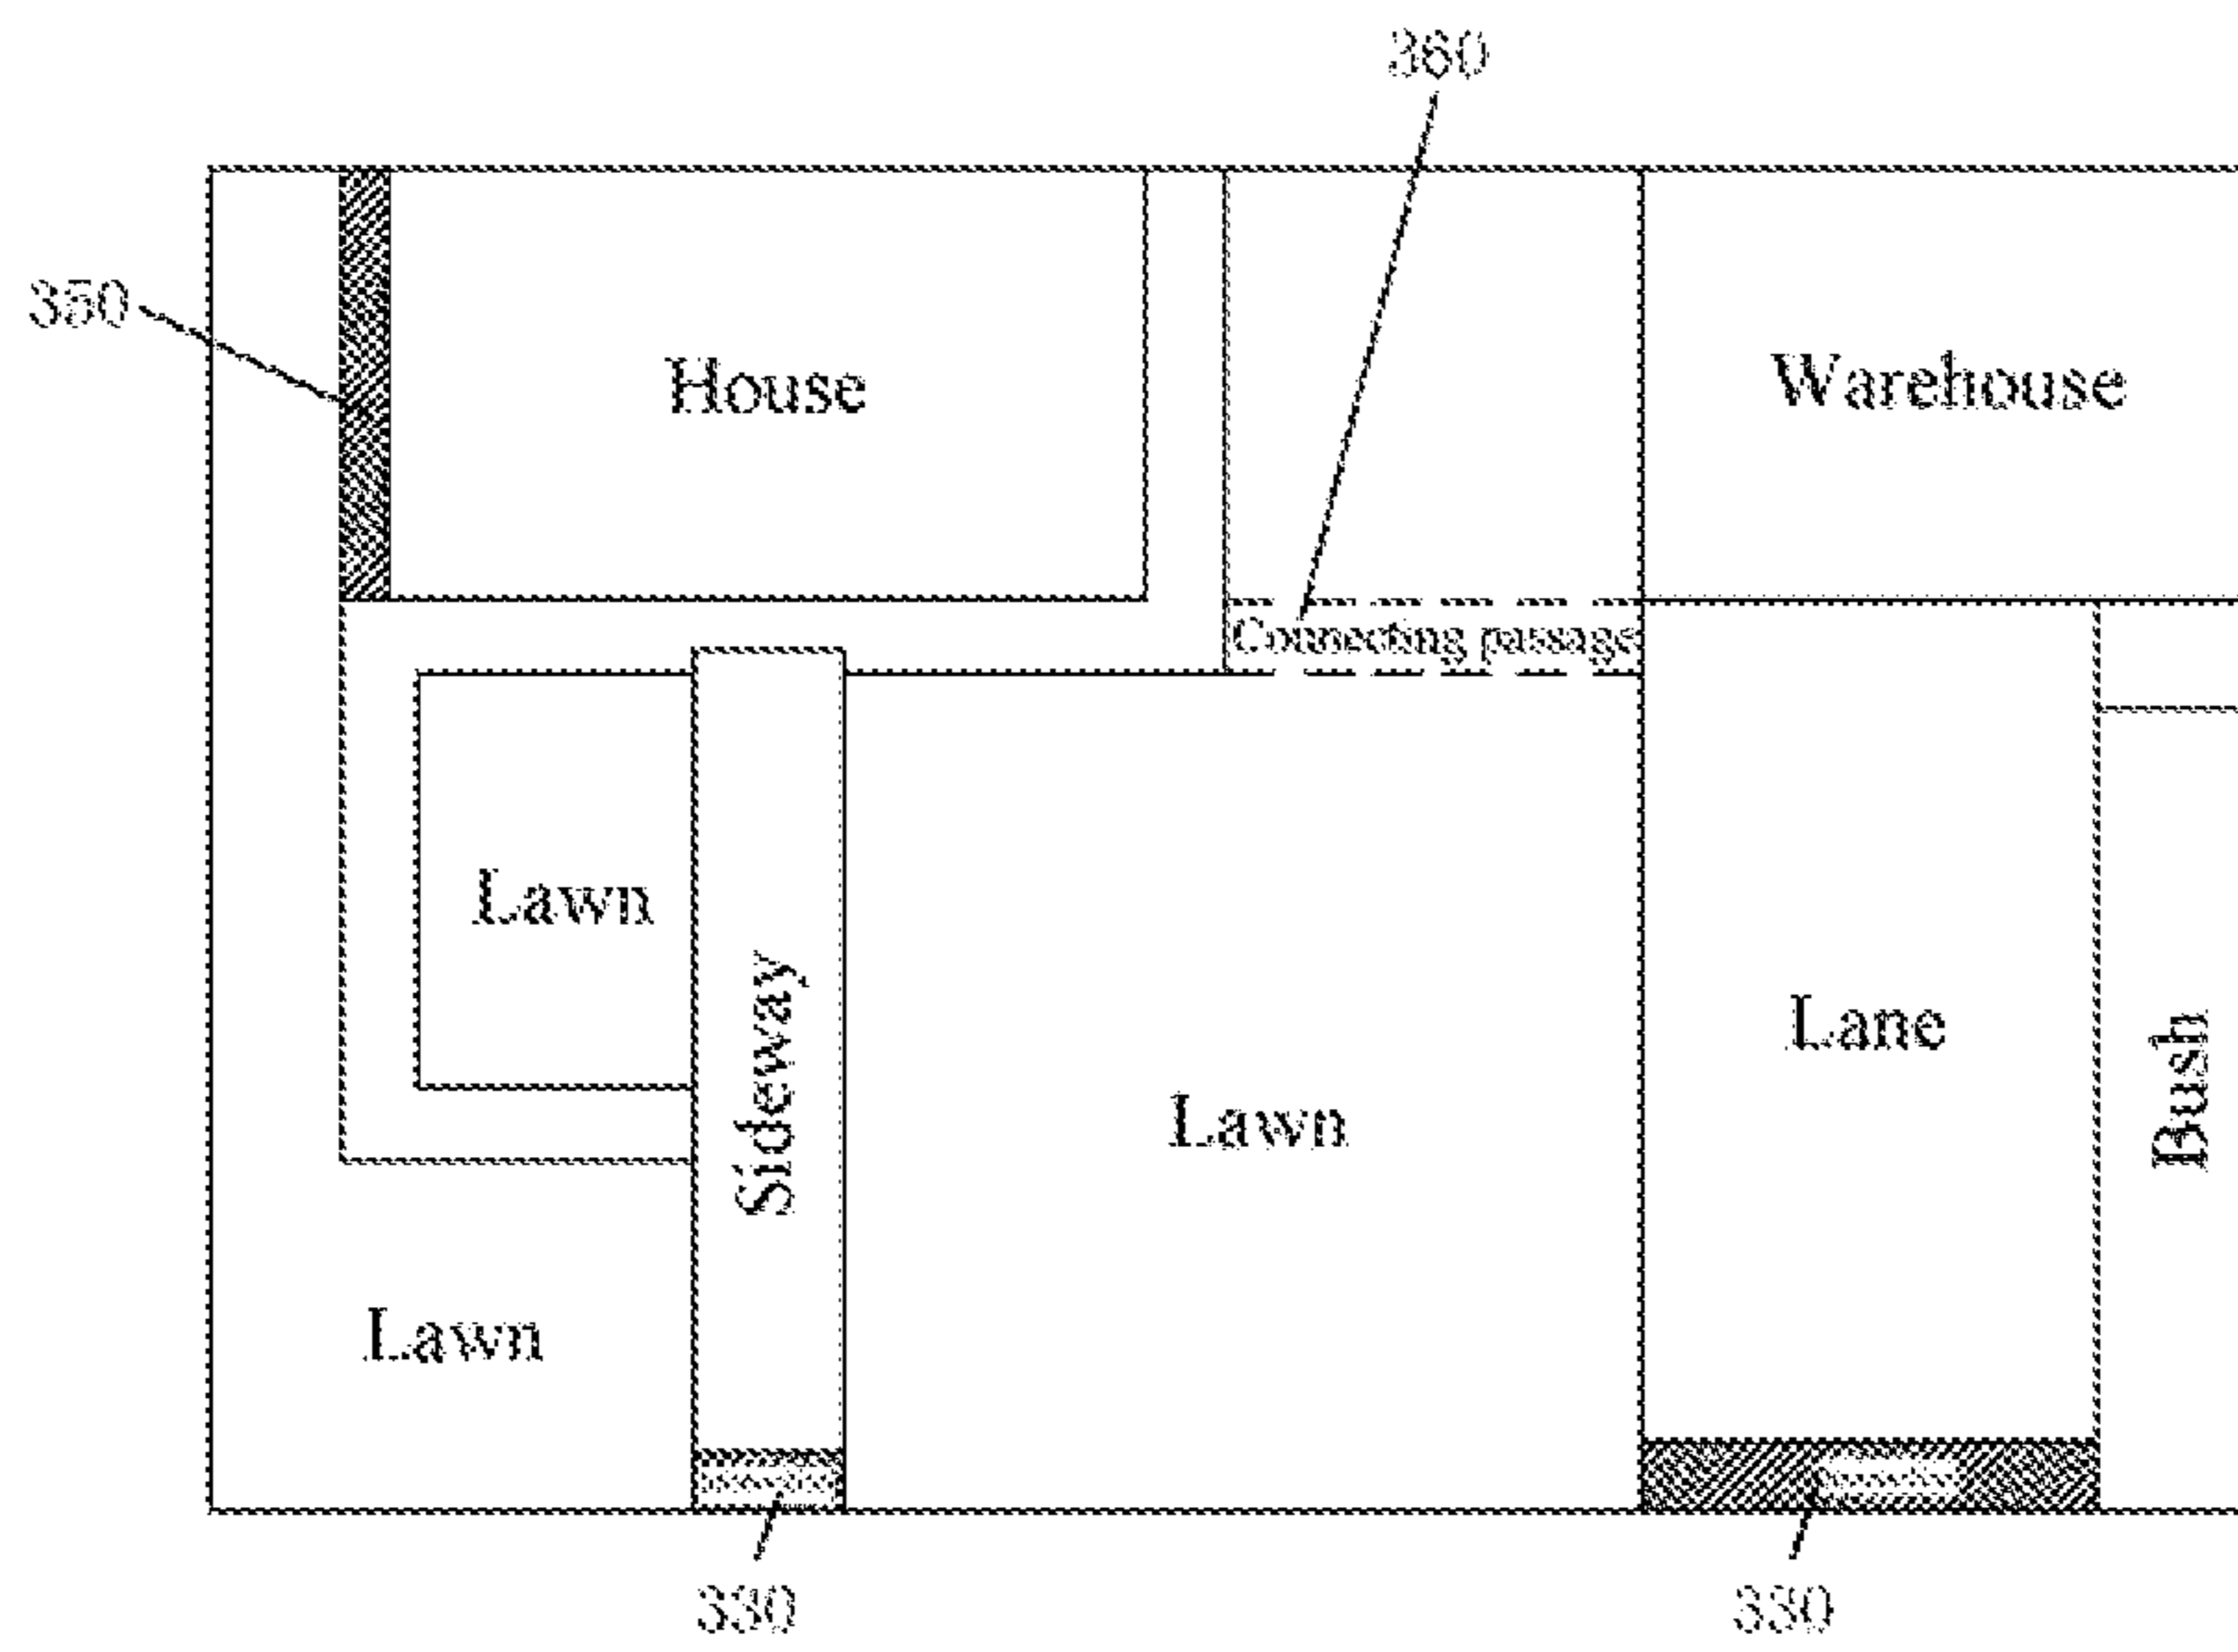 360
350
House
Warehouse
Connecting passage
Lawn
Sideway
Lane
Bush
Lawn
Lawn
330
330